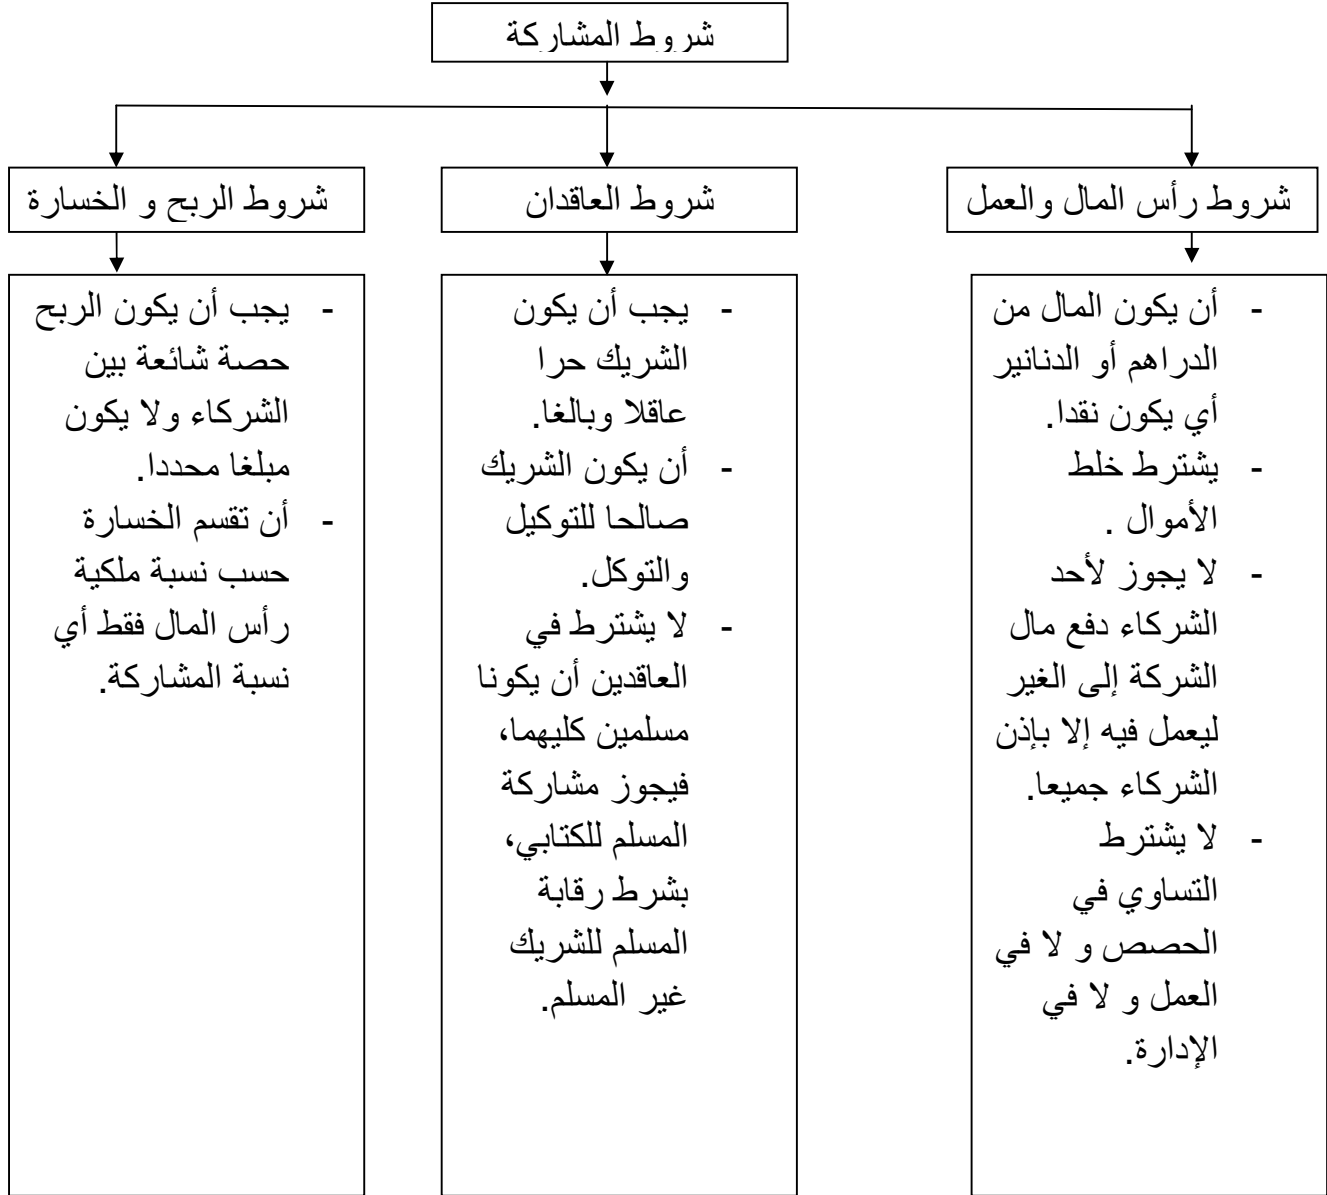 شروط المشاركة
شروط رأس المال والعمل
شروط العاقدان
شروط الربح و الخسارة
- أن يكون المال من
الدراهم أو الدنانير
أي يكون نقدا.
- يشترط خلط
الأموال .
- لا يجوز لأحد
الشركاء دفع مال
الشركة إلى الغير
ليعمل فيه إلا بإذن
الشركاء جميعا.
- لا يشترط
التساوي في
الحصص و لا في
العمل و لا في
الإدارة.
- يجب أن يكون
الشريك حرا
عاقلا وبالغا.
- أن يكون الشريك
صالحا للتوكيل
والتوكل.
- لا يشترط في
العاقدين أن يكونا
مسلمين كليهما،
فيجوز مشاركة
المسلم للكتابي،
بشرط رقابة
المسلم للشريك
غير المسلم.
- يجب أن يكون الربح
حصة شائعة بين
الشركاء ولا يكون
مبلغا محددا.
- أن تقسم الخسارة
حسب نسبة ملكية
رأس المال فقط أي
نسبة المشاركة.